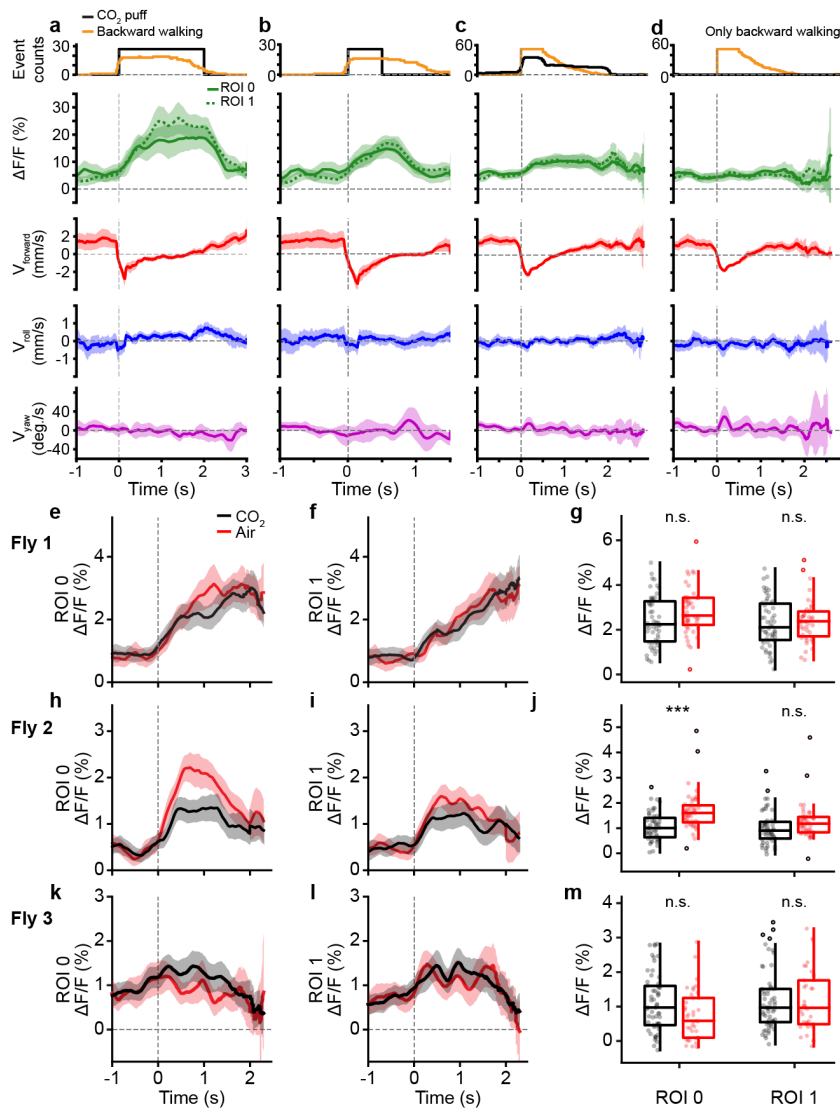 a b c d
CO2 puff
Backward walking
Only backward walking
Event counts
30 0 30 0 60 0 60 0
ROI 0
ROI 1
ΔF/F (%)
30 20 10 0
Vforward (mm/s)
2 0 -2
Vroll (mm/s)
1 0 -1
Vyaw (deg./s)
40 0 -40
-1 0 1 2 3 -1 0 1 -1 0 1 2 -1 0 1 2
Time (s) Time (s) Time (s) Time (s)
e f g
CO2
Air
Fly 1
ROI 0 ΔF/F (%)
4 2 0
ROI 1 ΔF/F (%)
4 2 0
ΔF/F (%)
6 5 4 3 2 1 0
n.s. n.s.
h i j
Fly 2
ROI 0 ΔF/F (%)
3 2 1 0
ROI 1 ΔF/F (%)
3 2 1 0
ΔF/F (%)
5 4 3 2 1 0
*** n.s.
k l m
Fly 3
ROI 0 ΔF/F (%)
3 2 1 0
ROI 1 ΔF/F (%)
3 2 1 0
ΔF/F (%)
4 3 2 1 0
n.s. n.s.
-1 0 1 2 -1 0 1 2
Time (s) Time (s)
ROI 0 ROI 1